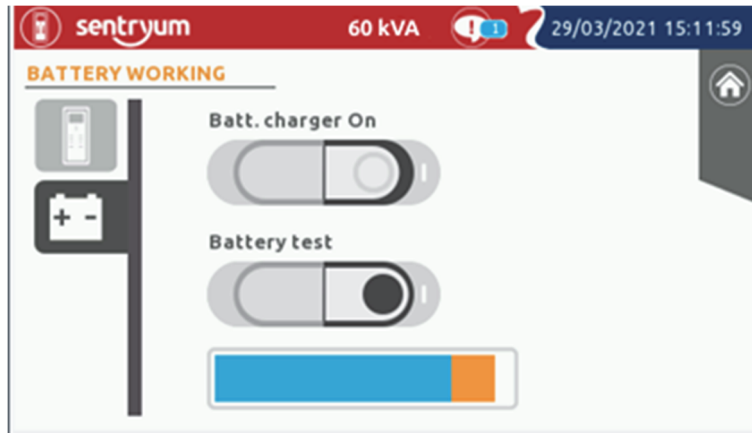 sentryum
60 kVA
! 1
29/03/2021 15:11:59
BATTERY WORKING
Batt. charger On
+ -
Battery test